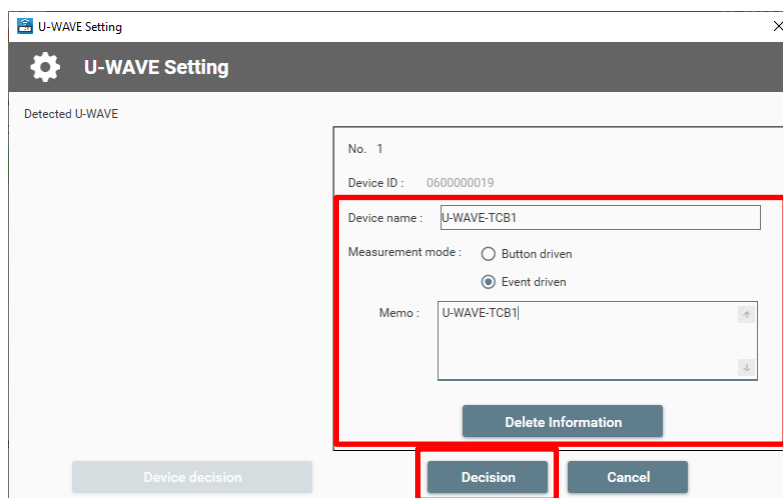 U-WAVE Setting
U-WAVE Setting
Detected U-WAVE
No. 1
Device ID : 0600000019
Device name : U-WAVE-TCB1
Measurement mode : Button driven
Event driven
Memo : U-WAVE-TCB1
Delete Information
Device decision Decision Cancel